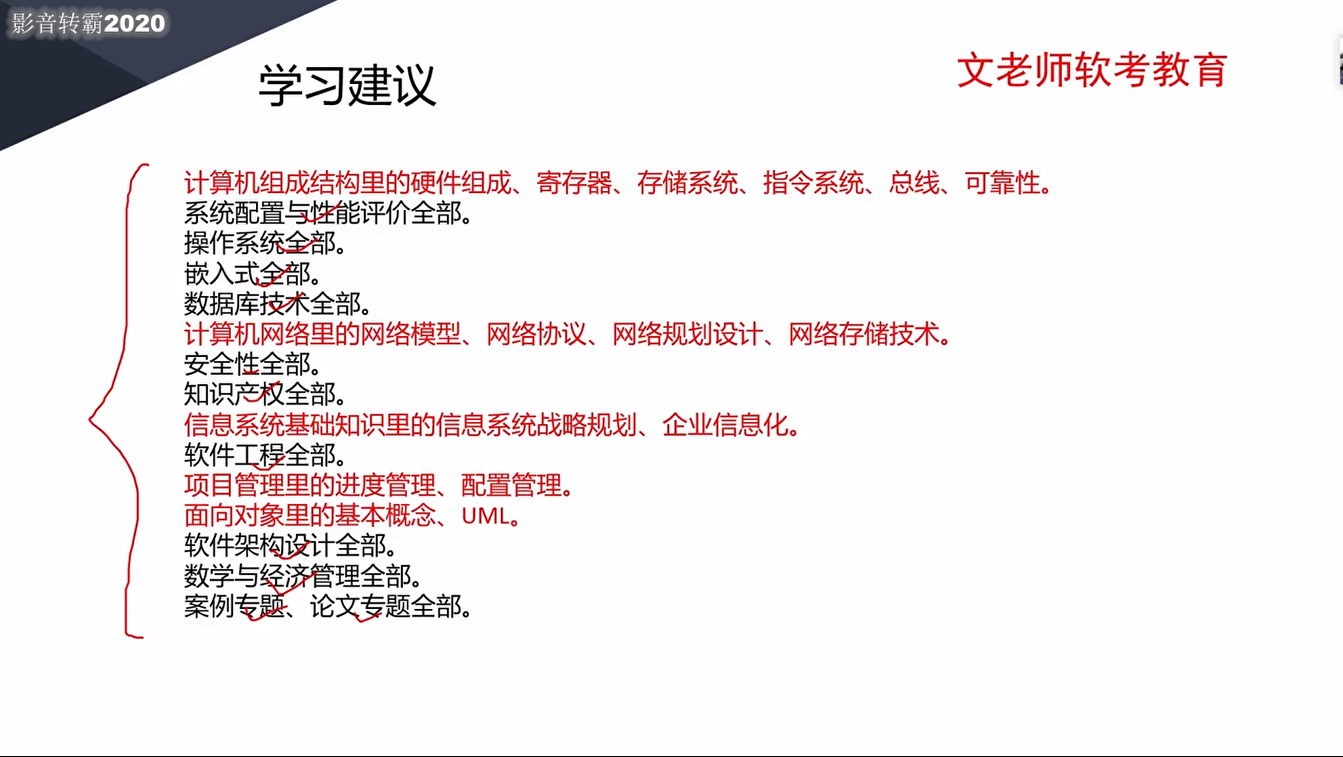 影音转霸2020
学习建议
文老师软考教育
计算机组成结构里的硬件组成、寄存器、存储系统、指令系统、总线、可靠性。
系统配置与性能评价全部。
操作系统全部。
嵌入式全部。
数据库技术全部。
计算机网络里的网络模型、网络协议、网络规划设计、网络存储技术。
安全性全部。
知识产权全部。
信息系统基础知识里的信息系统战略规划、企业信息化。
软件工程全部。
项目管理里的进度管理、配置管理。
面向对象里的基本概念、UML。
软件架构设计全部。
数学与经济管理全部。
案例专题、论文专题全部。